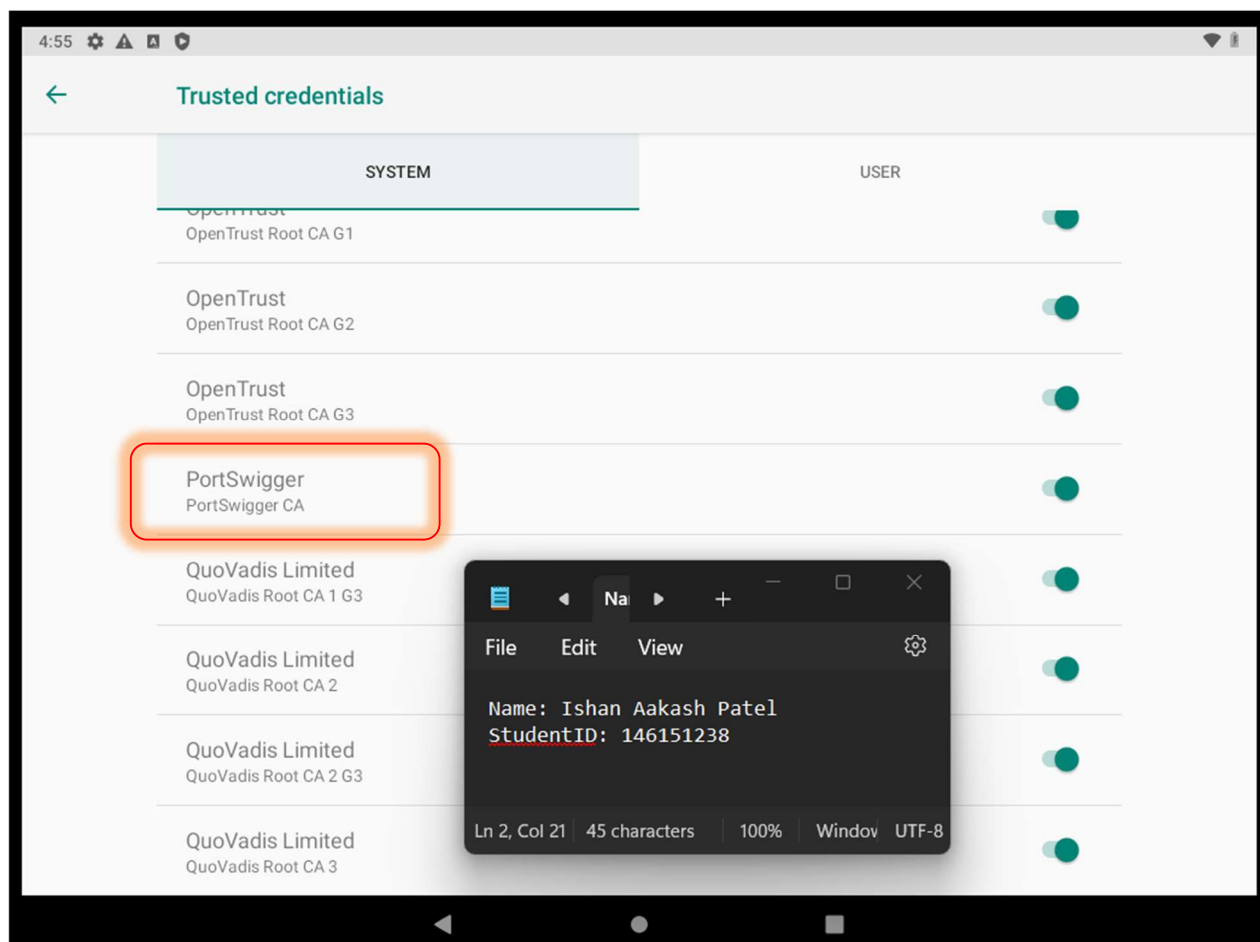 4:55
Trusted credentials
SYSTEM
USER
OpenTrust
OpenTrust Root CA G1
OpenTrust
OpenTrust Root CA G2
OpenTrust
OpenTrust Root CA G3
PortSwigger
PortSwigger CA
QuoVadis Limited
QuoVadis Root CA 1 G3
QuoVadis Limited
QuoVadis Root CA 2
QuoVadis Limited
QuoVadis Root CA 2 G3
QuoVadis Limited
QuoVadis Root CA 3
File Edit View
Name: Ishan Aakash Patel
StudentID: 146151238
Ln 2, Col 21 45 characters 100% UTF-8